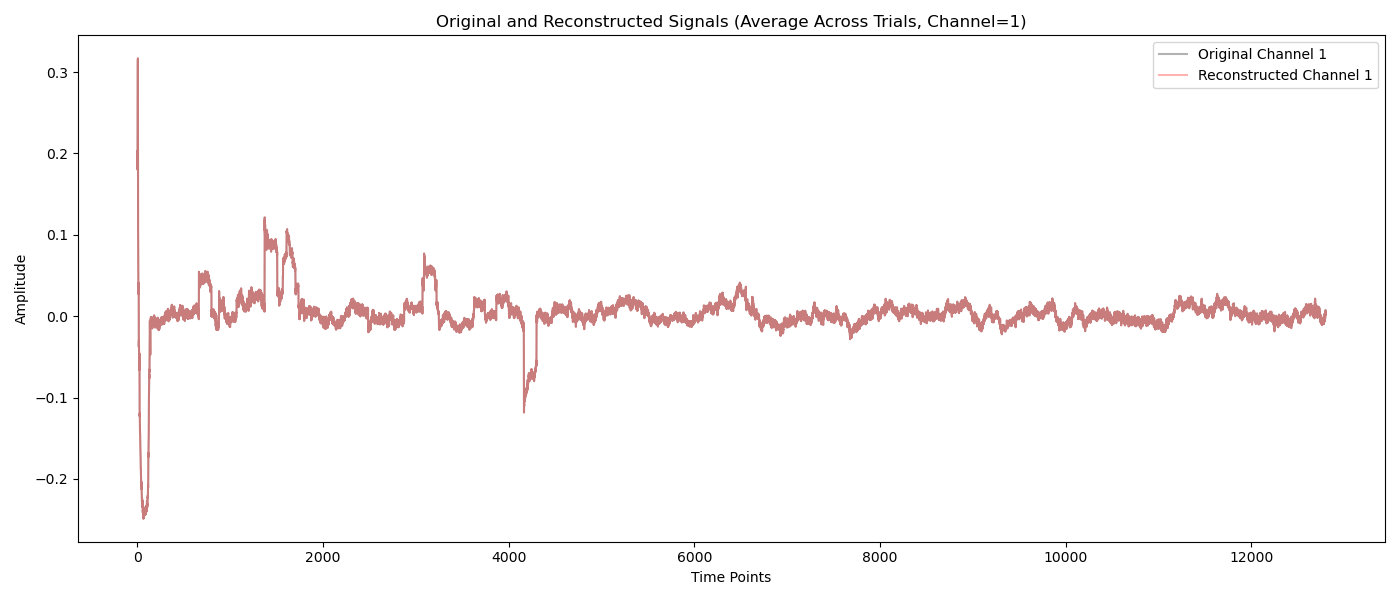 Original and Reconstructed Signals (Average Across Trials, Channel=1)
Original Channel 1
Reconstructed Channel 1
Amplitude
0.3
0.2
0.1
0.0
−0.1
−0.2
0 2000 4000 6000 8000 10000 12000
Time Points